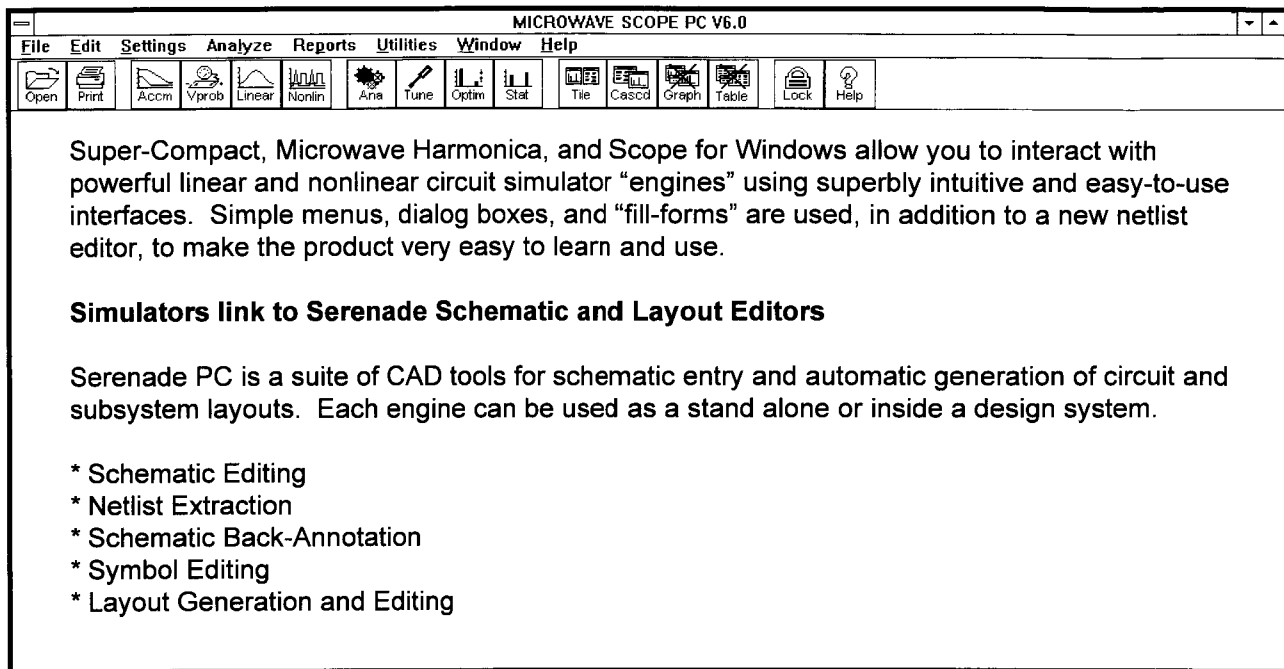 MICROWAVE SCOPE PC V6.0
File Edit Settings Analyze Reports Utilities Window Help
Open Print Accm Vprob Linear Nonlin Ana Tune Optim Stat Tile Cascd Graph Table Lock Help
Super-Compact, Microwave Harmonica, and Scope for Windows allow you to interact with
powerful linear and nonlinear circuit simulator “engines” using superbly intuitive and easy-to-use
interfaces. Simple menus, dialog boxes, and “fill-forms” are used, in addition to a new netlist
editor, to make the product very easy to learn and use.
Simulators link to Serenade Schematic and Layout Editors
Serenade PC is a suite of CAD tools for schematic entry and automatic generation of circuit and
subsystem layouts. Each engine can be used as a stand alone or inside a design system.
* Schematic Editing
* Netlist Extraction
* Schematic Back-Annotation
* Symbol Editing
* Layout Generation and Editing